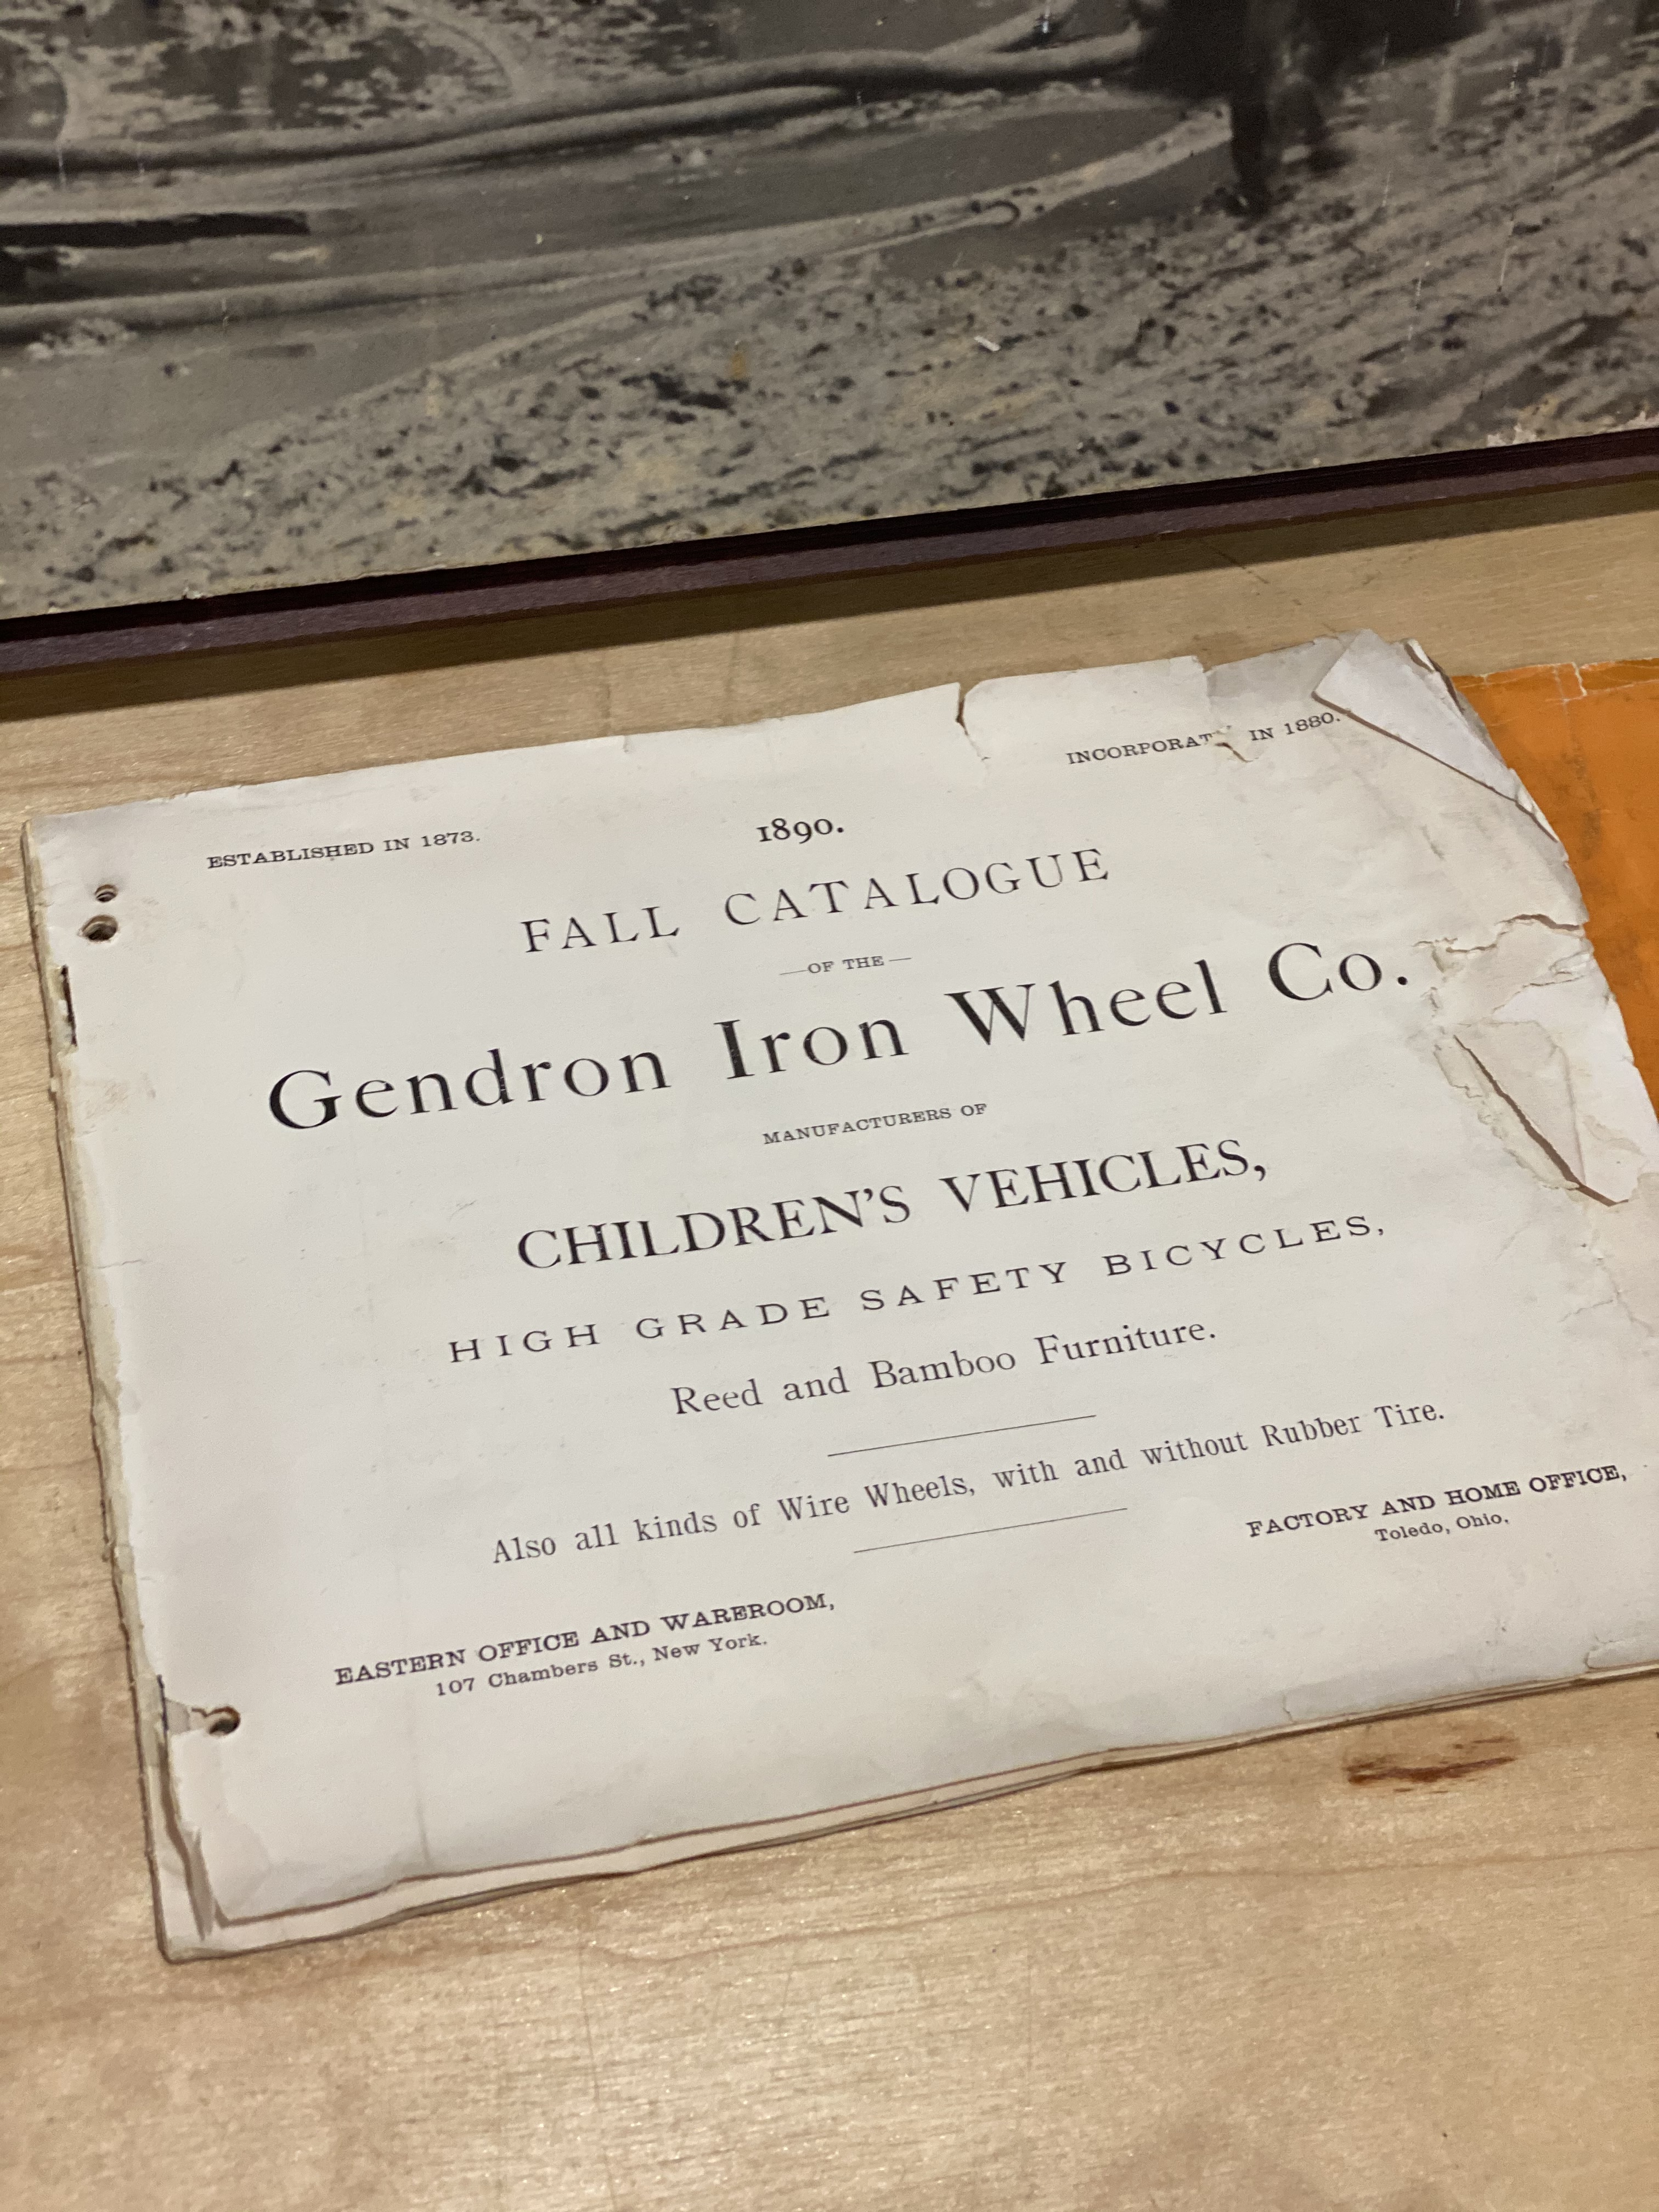 ESTABLISHED IN 1873.
INCORPORAT IN 1880.
1890.
FALL CATALOGUE
—OF THE—
Gendron Iron Wheel Co.
MANUFACTURERS OF
CHILDREN'S VEHICLES,
HIGH GRADE SAFETY BICYCLES,
Reed and Bamboo Furniture.
Also all kinds of Wire Wheels, with and without Rubber Tire.
EASTERN OFFICE AND WAREROOM,
107 Chambers St., New York.
FACTORY AND HOME OFFICE,
Toledo, Ohio.